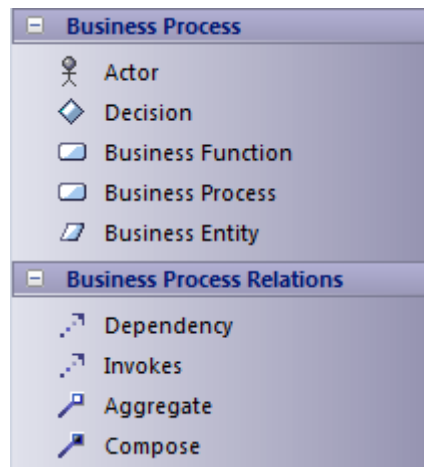 Business Process
Actor
Decision
Business Function
Business Process
Business Entity
Business Process Relations
Dependency
Invokes
Aggregate
Compose